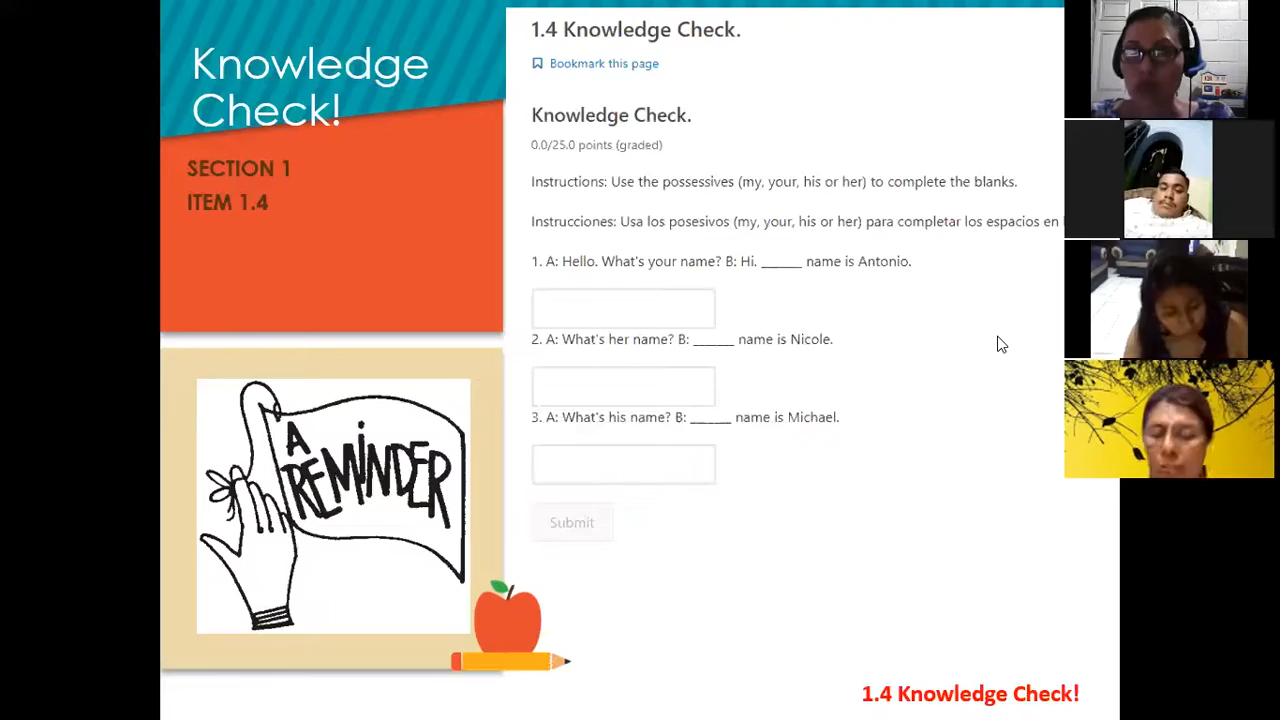 Knowledge
Check!
SECTION 1
ITEM 1.4
A
REMINDER
1.4 Knowledge Check.
Bookmark this page
Knowledge Check.
0.0/25.0 points (graded)
Instructions: Use the possessives (my, your, his or her) to complete the blanks.
Instrucciones: Usa los posesivos (my, your, his or her) para completar los espacios en
1. A: Hello. What's your name? B: Hi. ______ name is Antonio.
2. A: What's her name? B: ______ name is Nicole.
3. A: What's his name? B: ______ name is Michael.
Submit
1.4 Knowledge Check!